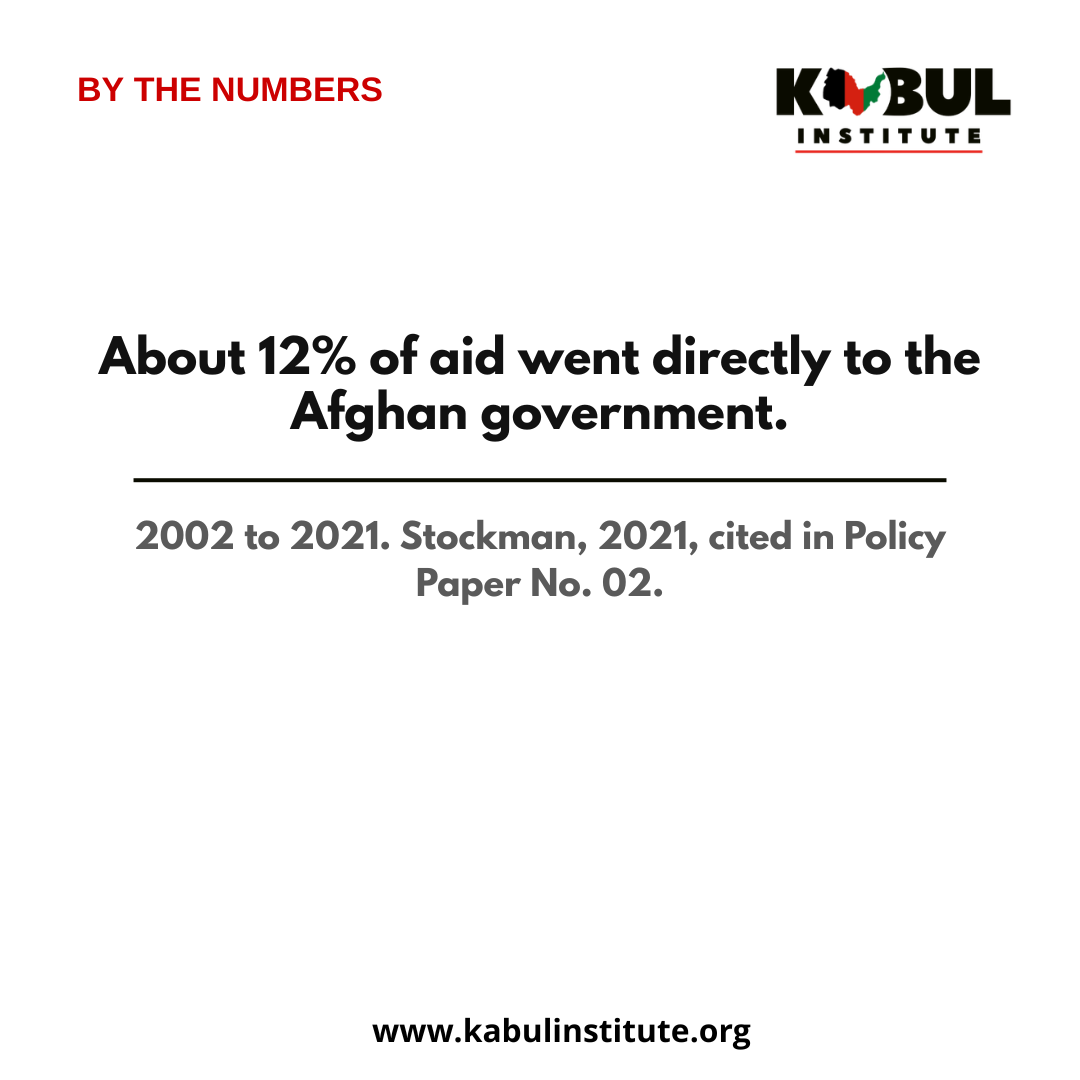 BY THE NUMBERS
KABUL
INSTITUTE
About 12% of aid went directly to the
Afghan government.
2002 to 2021. Stockman, 2021, cited in Policy
Paper No. 02.
www.kabulinstitute.org